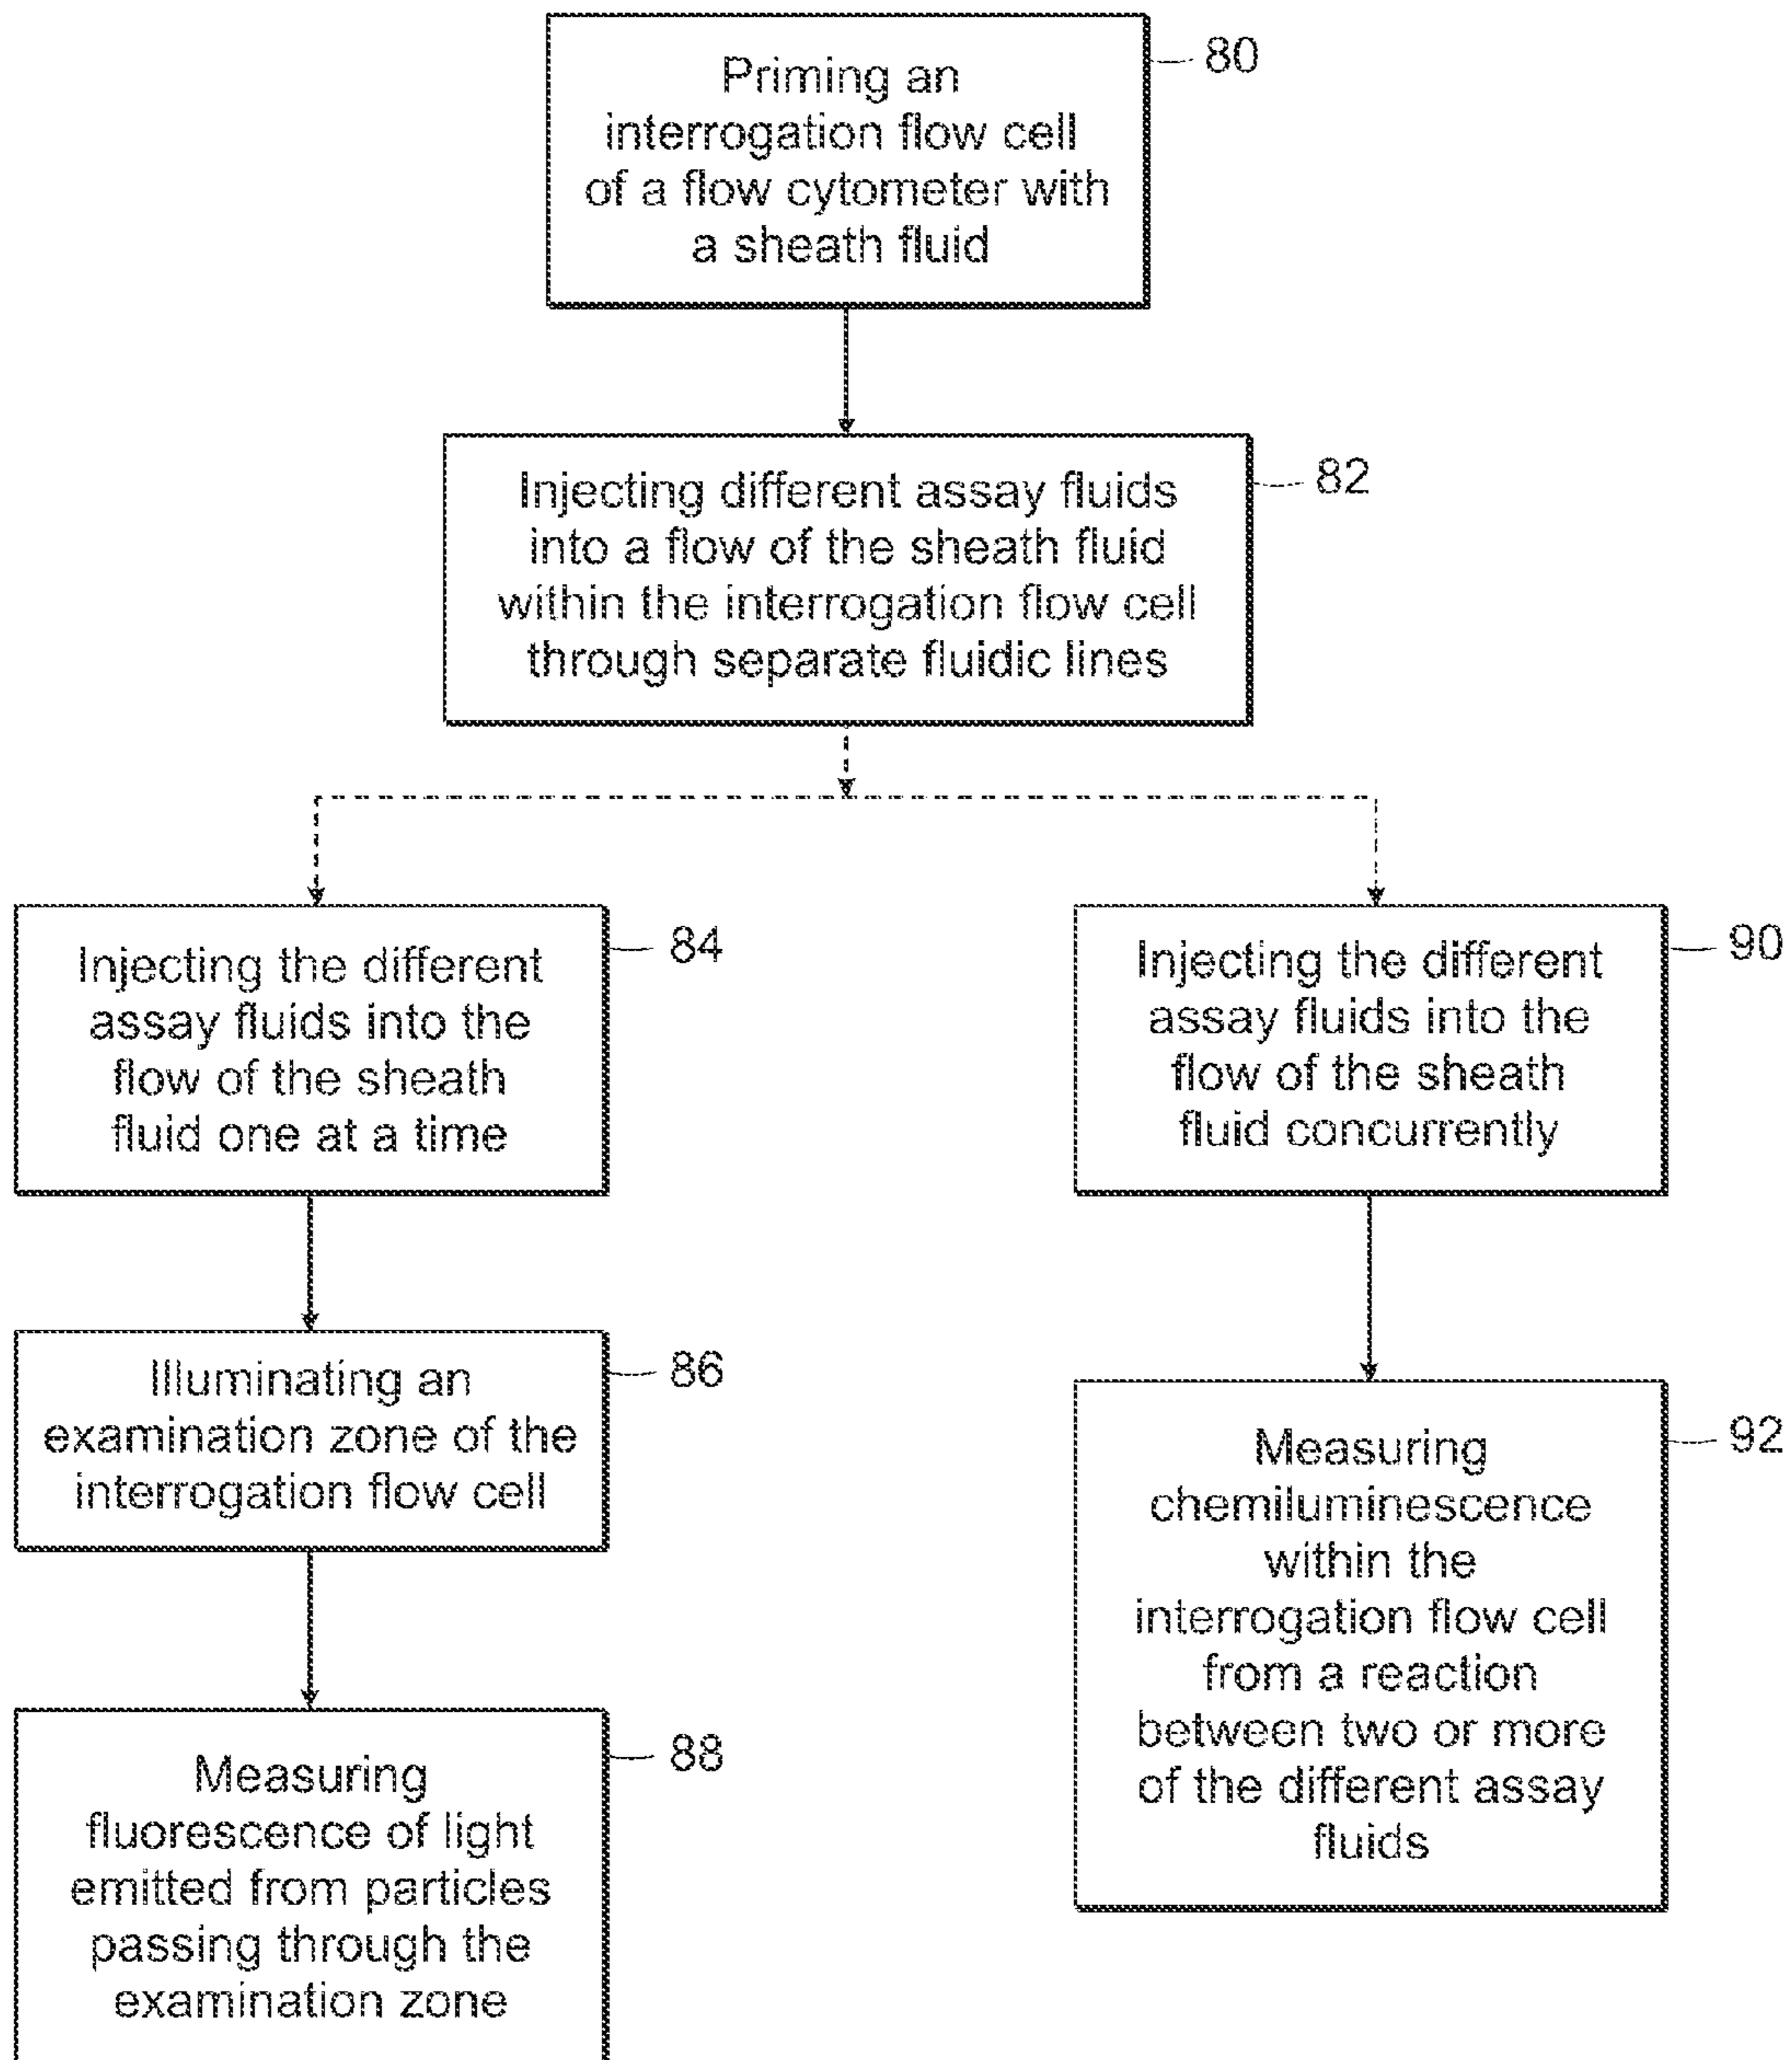 Priming an
interrogation flow cell
of a flow cytometer with
a sheath fluid
80
Injecting different assay fluids
into a flow of the sheath fluid
within the interrogation flow cell
through separate fluidic lines
82
Injecting the different
assay fluids into the
flow of the sheath
fluid one at a time
84
Illuminating an
examination zone of the
interrogation flow cell
86
Measuring
fluorescence of light
emitted from particles
passing through the
examination zone
88
Injecting the different
assay fluids into the
flow of the sheath
fluid concurrently
90
Measuring
chemiluminescence
within the
interrogation flow cell
from a reaction
between two or more
of the different assay
fluids
92